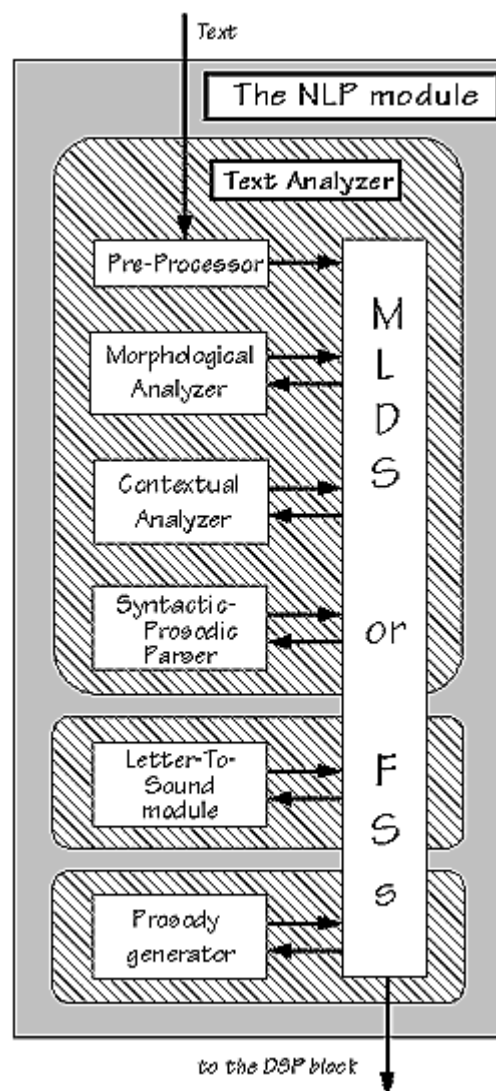 Text
The NLP module
Text Analyzer
Pre-Processor
Morphological
Analyzer
Contextual
Analyzer
Syntactic-
Prosodic
Parser
Letter-To-
Sound
module
Prosody
generator
M
L
D
S
or
F
S
s
to the DSP block